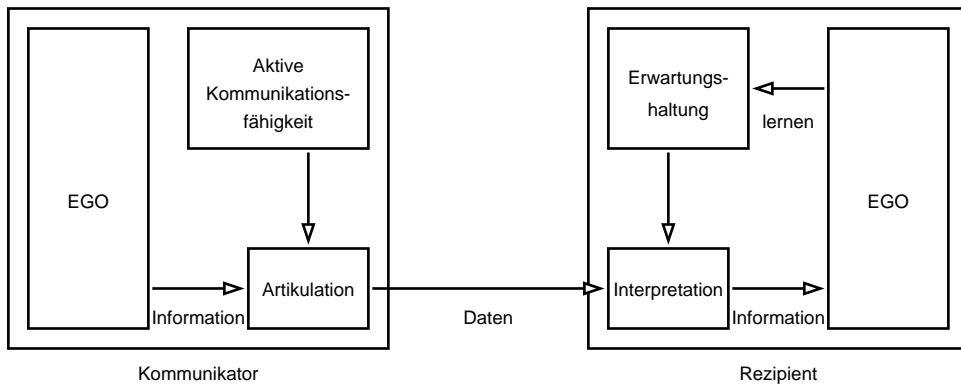 Aktive
Kommunikations-
fähigkeit
EGO
Artikulation
Information
Kommunikator
Daten
Erwartungs-
haltung
lernen
EGO
Interpretation
Information
Rezipient